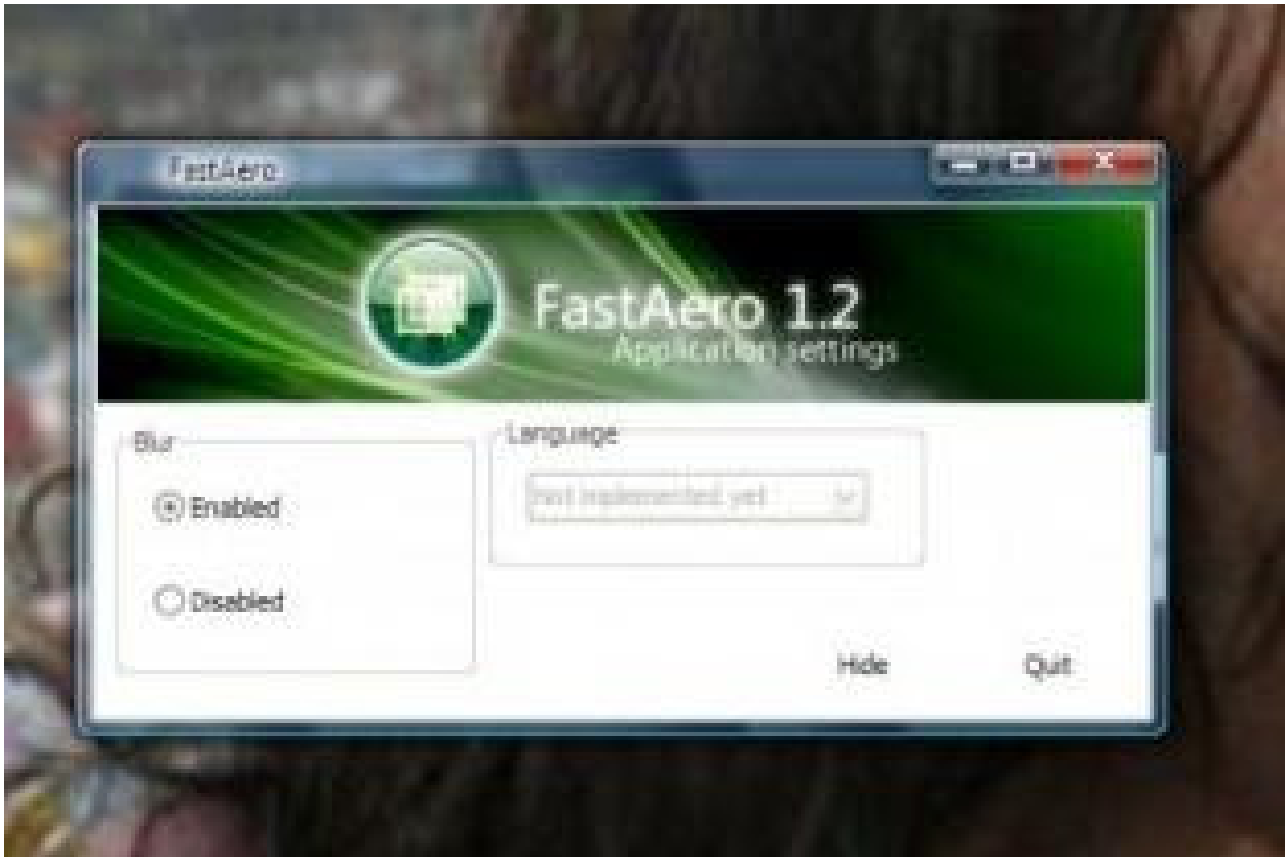 FastAero
FastAero 1.2
Application settings
Blur
Enabled
Disabled
Language
Not implemented yet
Hide
Quit